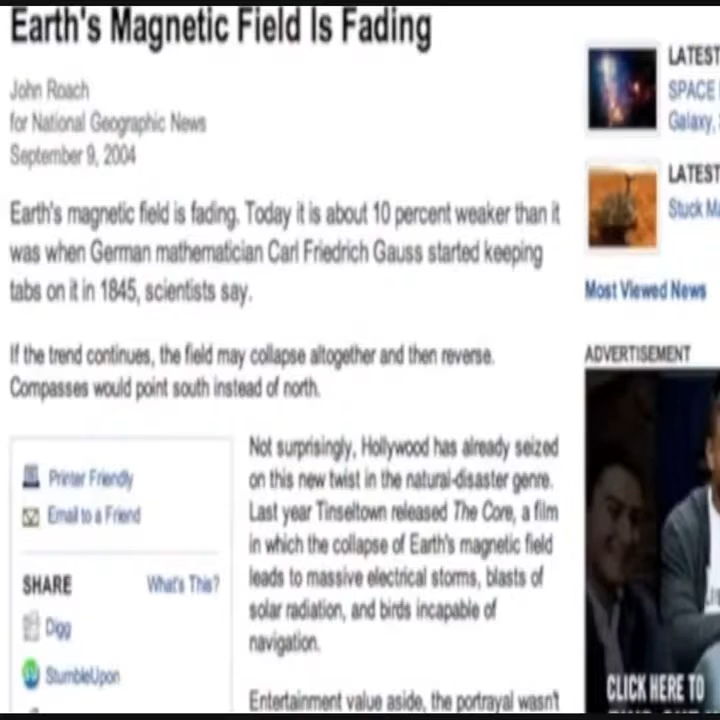 Earth's Magnetic Field Is Fading
John Roach
for National Geographic News
September 9, 2004
Earth's magnetic field is fading. Today it is about 10 percent weaker than it
was when German mathematician Carl Friedrich Gauss started keeping
tabs on it in 1845, scientists say.
If the trend continues, the field may collapse altogether and then reverse.
Compasses would point south instead of north.
Printer Friendly
Email to a Friend
SHARE What's This?
Digg
StumbleUpon
Not surprisingly, Hollywood has already seized
on this new twist in the natural-disaster genre.
Last year Tinseltown released The Core, a film
in which the collapse of Earth's magnetic field
leads to massive electrical storms, blasts of
solar radiation, and birds incapable of
navigation.
Entertainment value aside, the portrayal wasn't
LATEST
SPACE
Galaxy,
LATEST
Stuck
Most Viewed News
ADVERTISEMENT
CLICK HERE TO